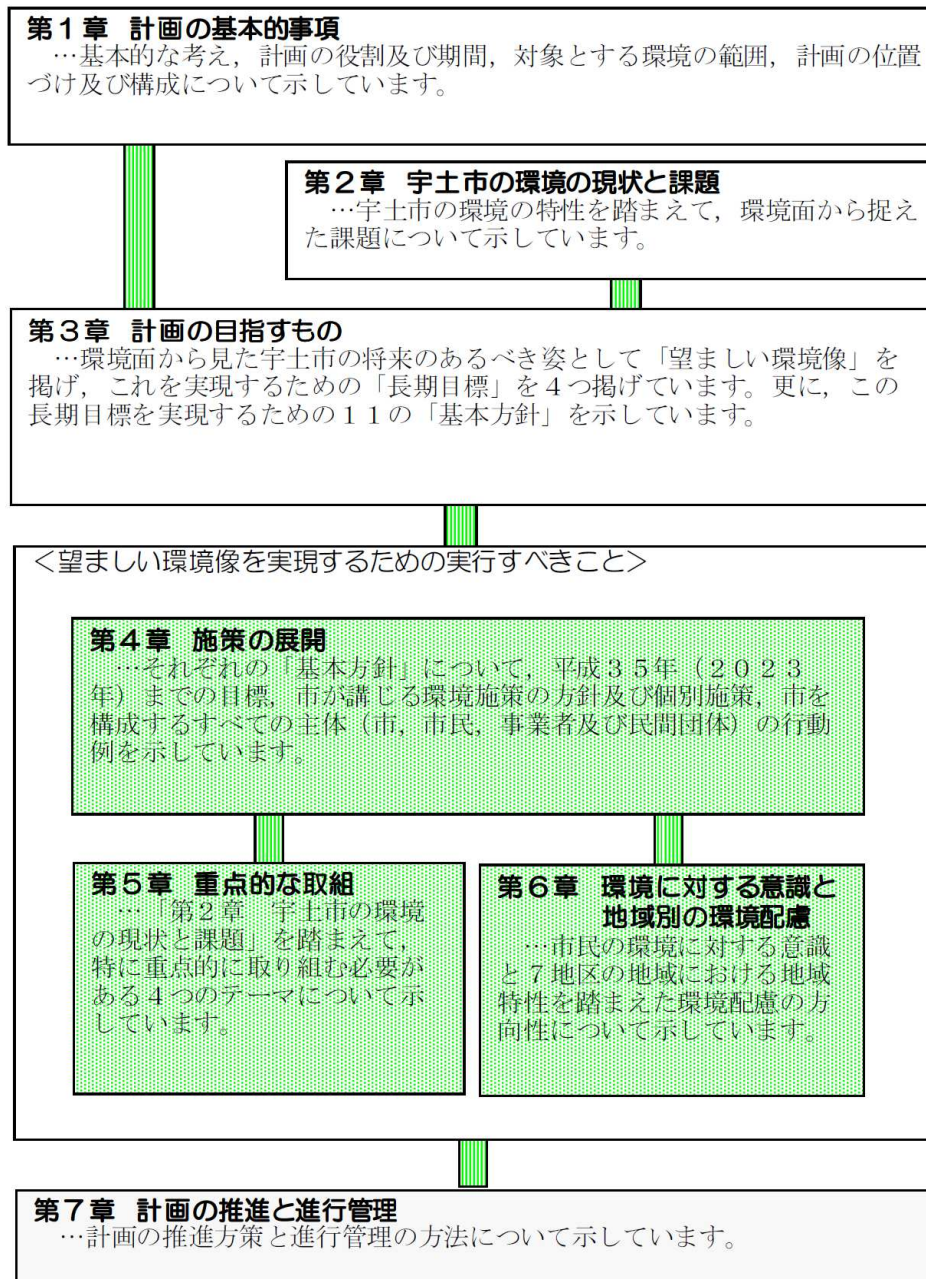 第1章 計画の基本的事項
…基本的な考え，計画の役割及び期間，対象とする環境の範囲，計画の位置
づけ及び構成について示しています。
第2章 宇土市の環境の現状と課題
…宇土市の環境の特性を踏まえて，環境面から捉え
た課題について示しています。
第3章 計画の目指すもの
…環境面から見た宇土市の将来のあるべき姿として「望ましい環境像」を
掲げ，これを実現するための「長期目標」を4つ掲げています。更に，この
長期目標を実現するための11の「基本方針」を示しています。
＜望ましい環境像を実現するための実行すべきこと＞
第4章 施策の展開
…それぞれの「基本方針」について，平成35年（2023
年）までの目標，市が講じる環境施策の方針及び個別施策，市を
構成するすべての主体（市，市民，事業者及び民間団体）の行動
例を示しています。
第5章 重点的な取組
…「第2章 宇土市の環境
の現状と課題」を踏まえて，
特に重点的に取り組む必要が
ある4つのテーマについて示
しています。
第6章 環境に対する意識と
地域別の環境配慮
…市民の環境に対する意識
と7地区の地域における地域
特性を踏まえた環境配慮の方
向性について示しています。
第7章 計画の推進と進行管理
…計画の推進方策と進行管理の方法について示しています。